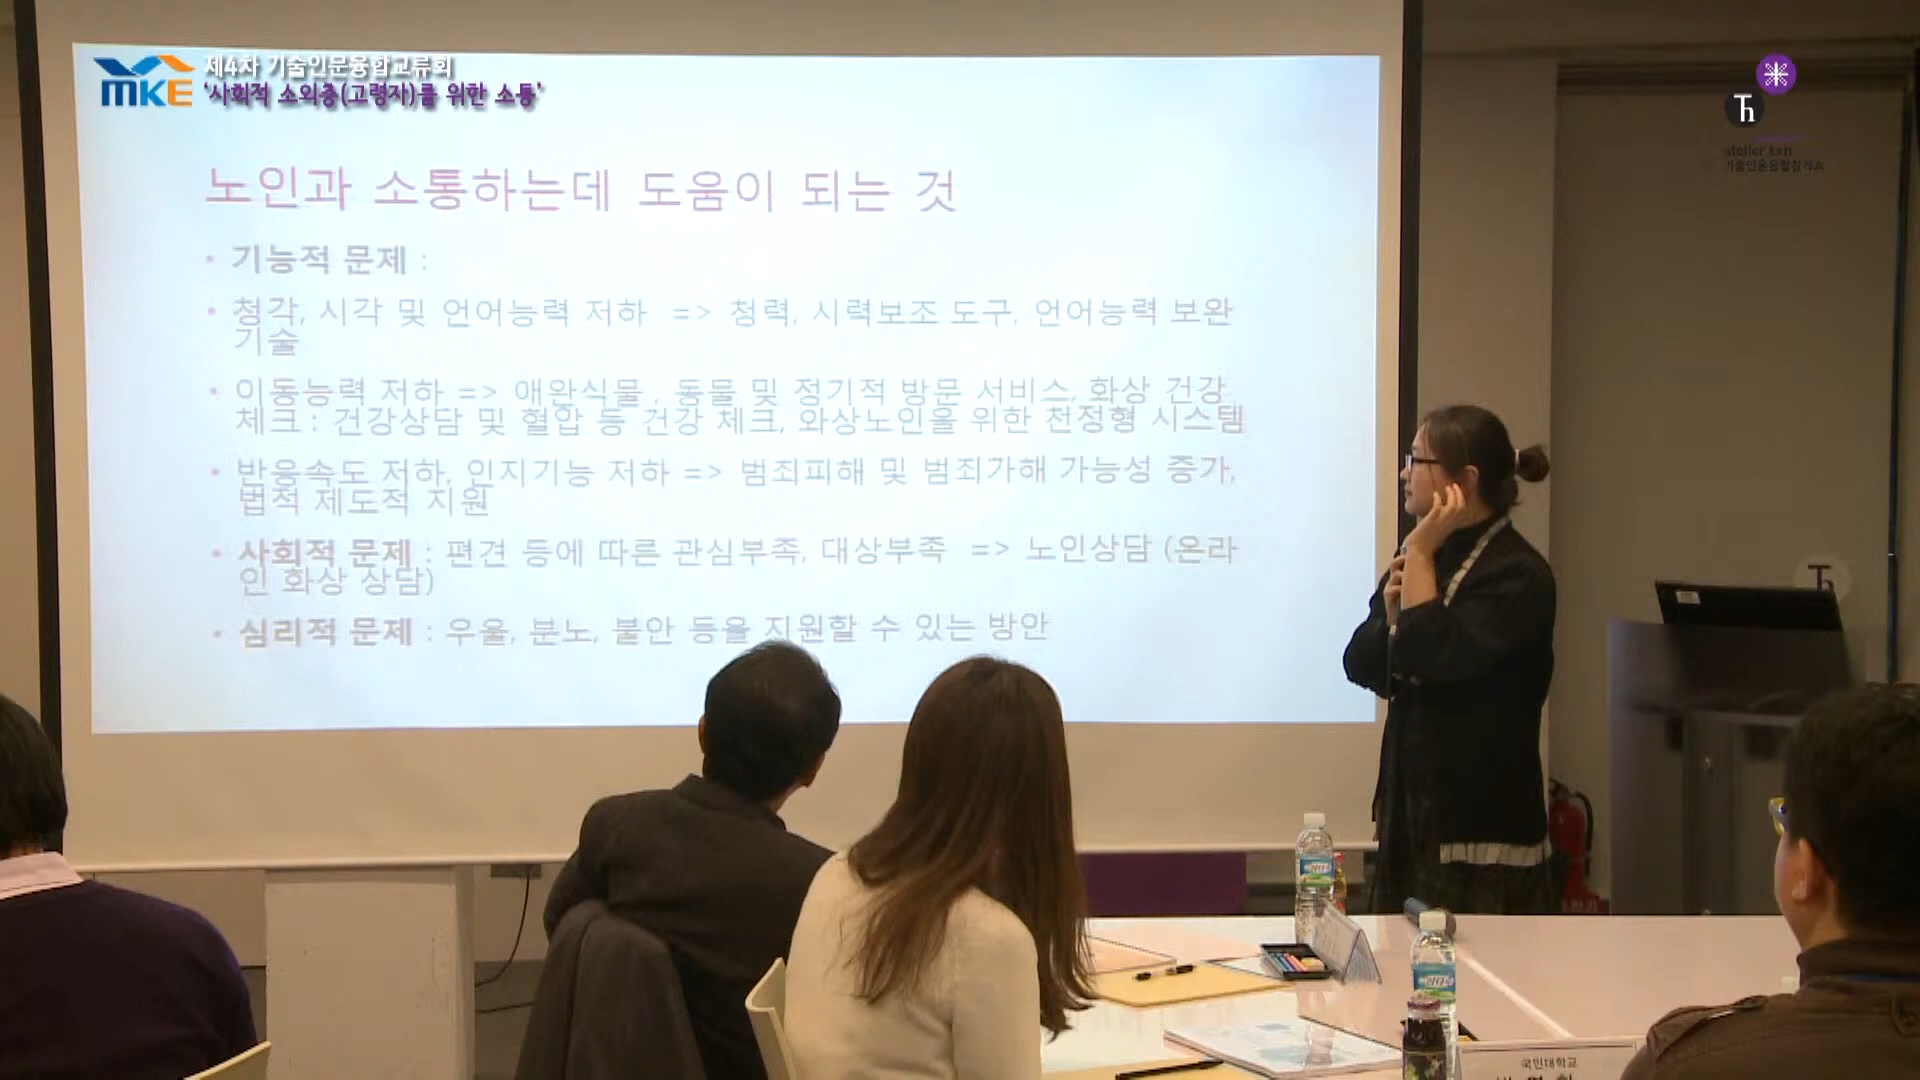 MKE
제4차 기술인문융합교류회
'사회적 소외층(고령자)를 위한 소통'
Th
atelier txh
기술인문융합창작소
노인과 소통하는데 도움이 되는 것
• 기능적 문제 :
• 청각, 시각 및 언어능력 저하 => 청력, 시력보조 도구, 언어능력 보완
기술
• 이동능력 저하 => 애완식물 , 동물 및 정기적 방문 서비스, 화상 건강
체크 : 건강상담 및 혈압 등 건강 체크, 와상노인을 위한 천정형 시스템
• 반응속도 저하, 인지기능 저하 => 범죄피해 및 범죄가해 가능성 증가,
법적 제도적 지원
• 사회적 문제 : 편견 등에 따른 관심부족, 대상부족 => 노인상담 (온라
인 화상 상담)
• 심리적 문제 : 우울, 분노, 불안 등을 지원할 수 있는 방안
Th
국민대학교